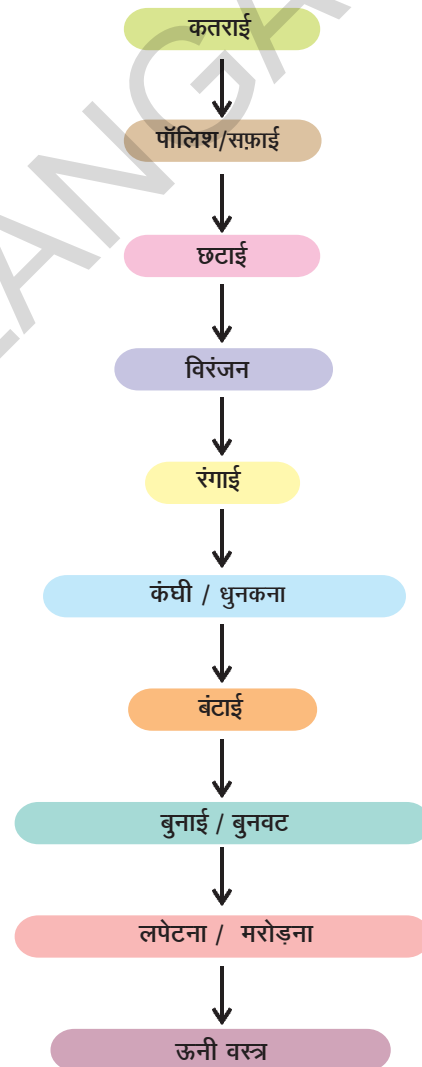 कतराई
पॉलिश/सफ़ाई
छटाई
विरंजन
रंगाई
कंघी / धुनकना
बंटाई
बुनाई / बुनवट
लपेटना / मरोड़ना
ऊनी वस्त्र